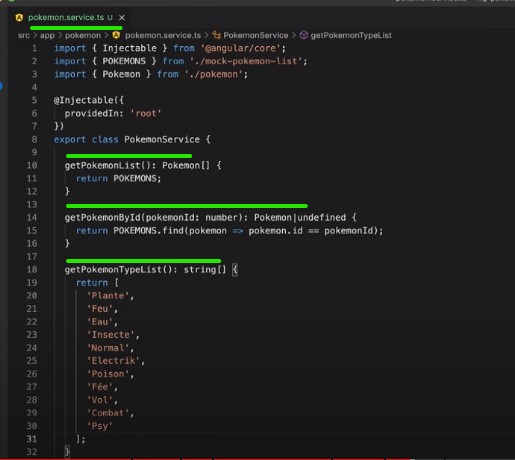 pokemon.service.ts U ×
src > app > pokemon > pokemon.service.ts > PokemonService > getPokemonTypeList
1 import { Injectable } from '@angular/core';
2 import { POKEMONS } from './mock-pokemon-list';
3 import { Pokemon } from './pokemon';
4
5 @Injectable({
6   providedIn: 'root'
7 })
8 export class PokemonService {
9
10   getPokemonList(): Pokemon[] {
11     return POKEMONS;
12   }
13
14   getPokemonById(pokemonId: number): Pokemon|undefined {
15     return POKEMONS.find(pokemon => pokemon.id == pokemonId);
16   }
17
18   getPokemonTypeList(): string[] {
19     return [
20       'Plante',
21       'Feu',
22       'Eau',
23       'Insecte',
24       'Normal',
25       'Electrik',
26       'Poison',
27       'Fée',
28       'Vol',
29       'Combat',
30       'Psy'
31     ];
32   }